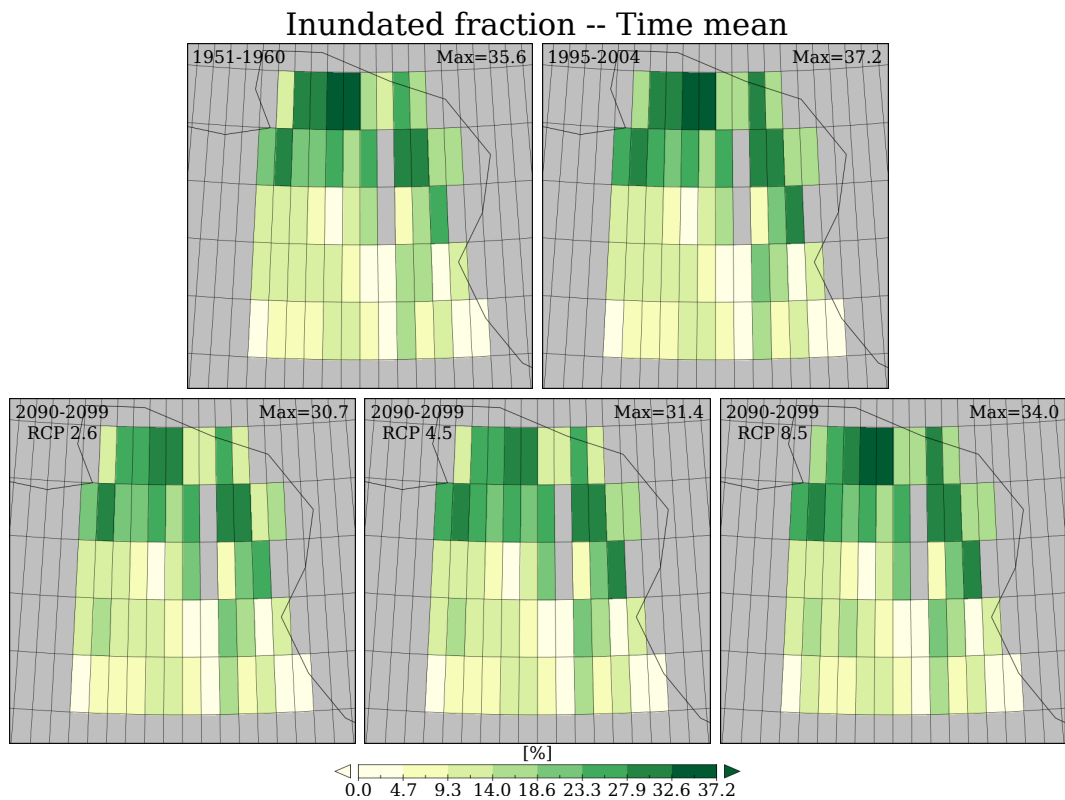 Inundated fraction -- Time mean
1951-1960 Max=35.6
1995-2004 Max=37.2
2090-2099 Max=30.7
RCP 2.6
2090-2099 Max=31.4
RCP 4.5
2090-2099 Max=34.0
RCP 8.5
[%]
0.0 4.7 9.3 14.0 18.6 23.3 27.9 32.6 37.2